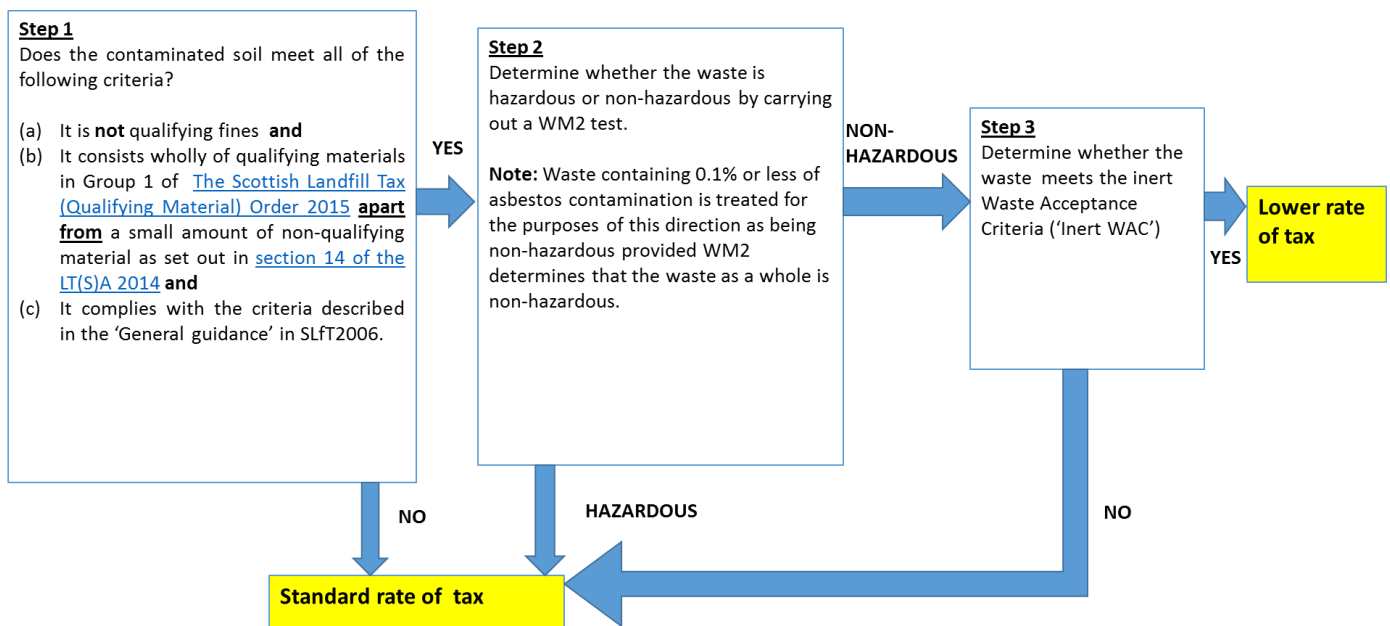 Step 1
Does the contaminated soil meet all of the
following criteria?
(a) It is not qualifying fines and
(b) It consists wholly of qualifying materials
in Group 1 of The Scottish Landfill Tax
(Qualifying Material) Order 2015 apart
from a small amount of non-qualifying
material as set out in section 14 of the
LT(S)A 2014 and
(c) It complies with the criteria described
in the ‘General guidance’ in SLfT2006.
YES
NO
Step 2
Determine whether the waste is
hazardous or non-hazardous by carrying
out a WM2 test.
Note: Waste containing 0.1% or less of
asbestos contamination is treated for
the purposes of this direction as being
non-hazardous provided WM2
determines that the waste as a whole is
non-hazardous.
NON-
HAZARDOUS
HAZARDOUS
Step 3
Determine whether the
waste meets the inert
Waste Acceptance
Criteria (‘Inert WAC’)
YES
NO
Lower rate
of tax
Standard rate of tax